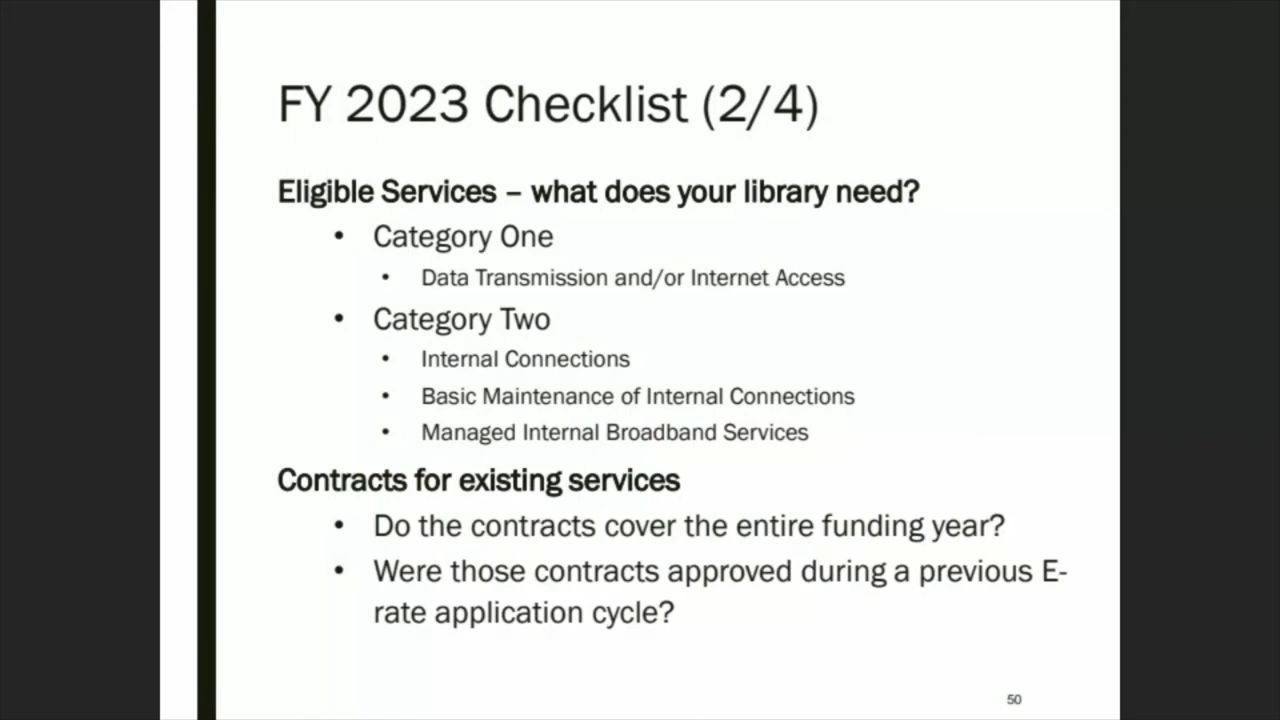 FY 2023 Checklist (2/4)
Eligible Services – what does your library need?
• Category One
• Data Transmission and/or Internet Access
• Category Two
• Internal Connections
• Basic Maintenance of Internal Connections
• Managed Internal Broadband Services
Contracts for existing services
• Do the contracts cover the entire funding year?
• Were those contracts approved during a previous E-
rate application cycle?
50